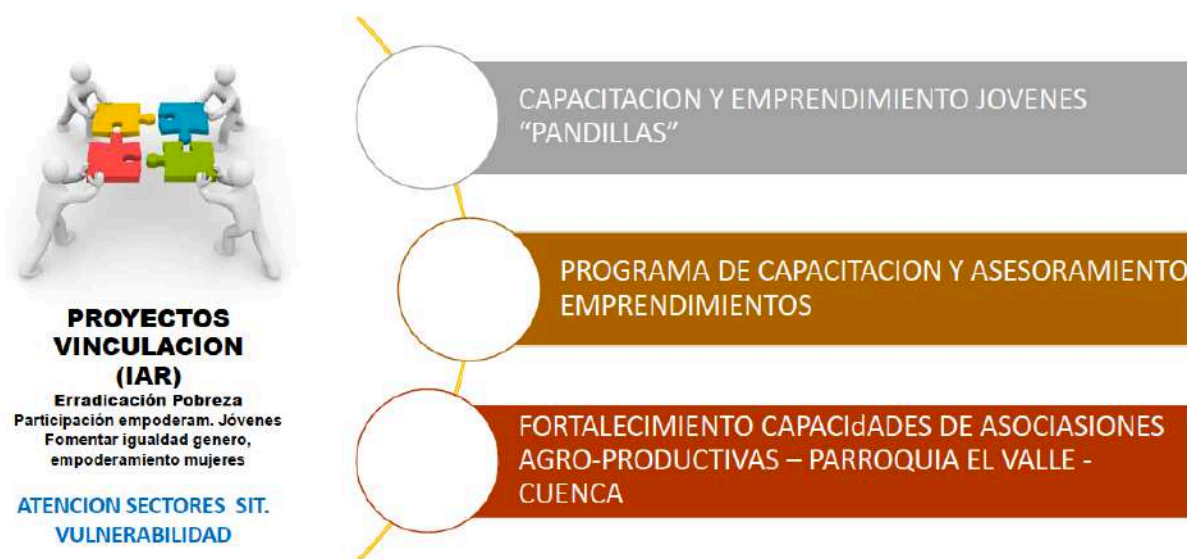 PROYECTOS
VINCULACION
(IAR)
Erradicación Pobreza
Participación empoderam. Jóvenes
Fomentar igualdad genero,
empoderamiento mujeres
ATENCION SECTORES SIT.
VULNERABILIDAD
CAPACITACION Y EMPRENDIMIENTO JOVENES
“PANDILLAS”
PROGRAMA DE CAPACITACION Y ASESORAMIENTO
EMPRENDIMIENTOS
FORTALECIMIENTO CAPACIdADES DE ASOCIASIONES
AGRO-PRODUCTIVAS – PARROQUIA EL VALLE -
CUENCA